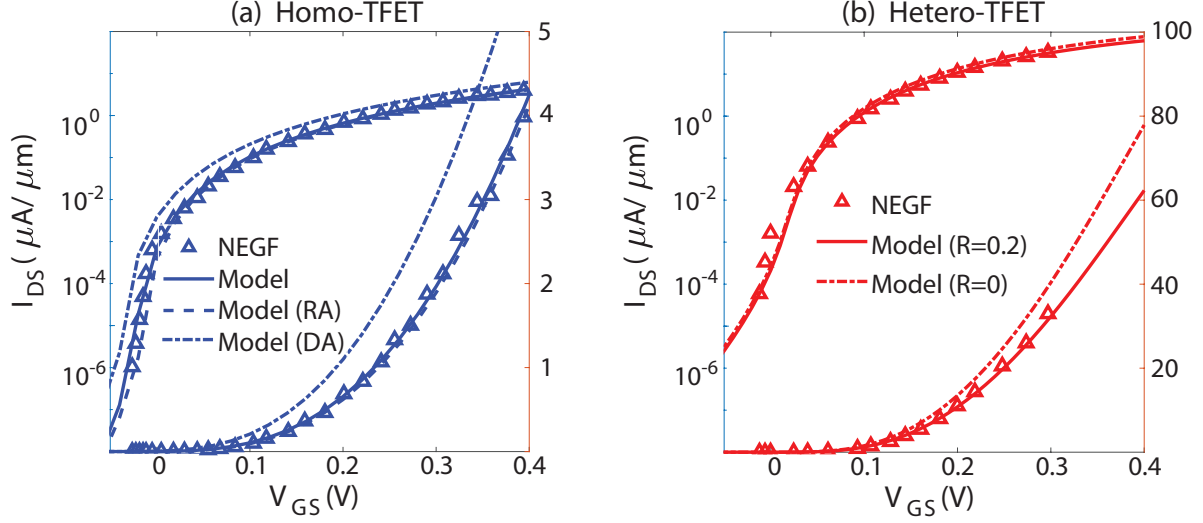 (a) Homo-TFET
I_DS ( μA/ μm)
10^0
10^-2
10^-4
10^-6
5
4
3
2
1
NEGF
Model
Model (RA)
Model (DA)
0 0.1 0.2 0.3 0.4
V_GS (V)
(b) Hetero-TFET
I_DS ( μA/ μm)
10^0
10^-2
10^-4
10^-6
100
80
60
40
20
NEGF
Model (R=0.2)
Model (R=0)
0 0.1 0.2 0.3 0.4
V_GS (V)